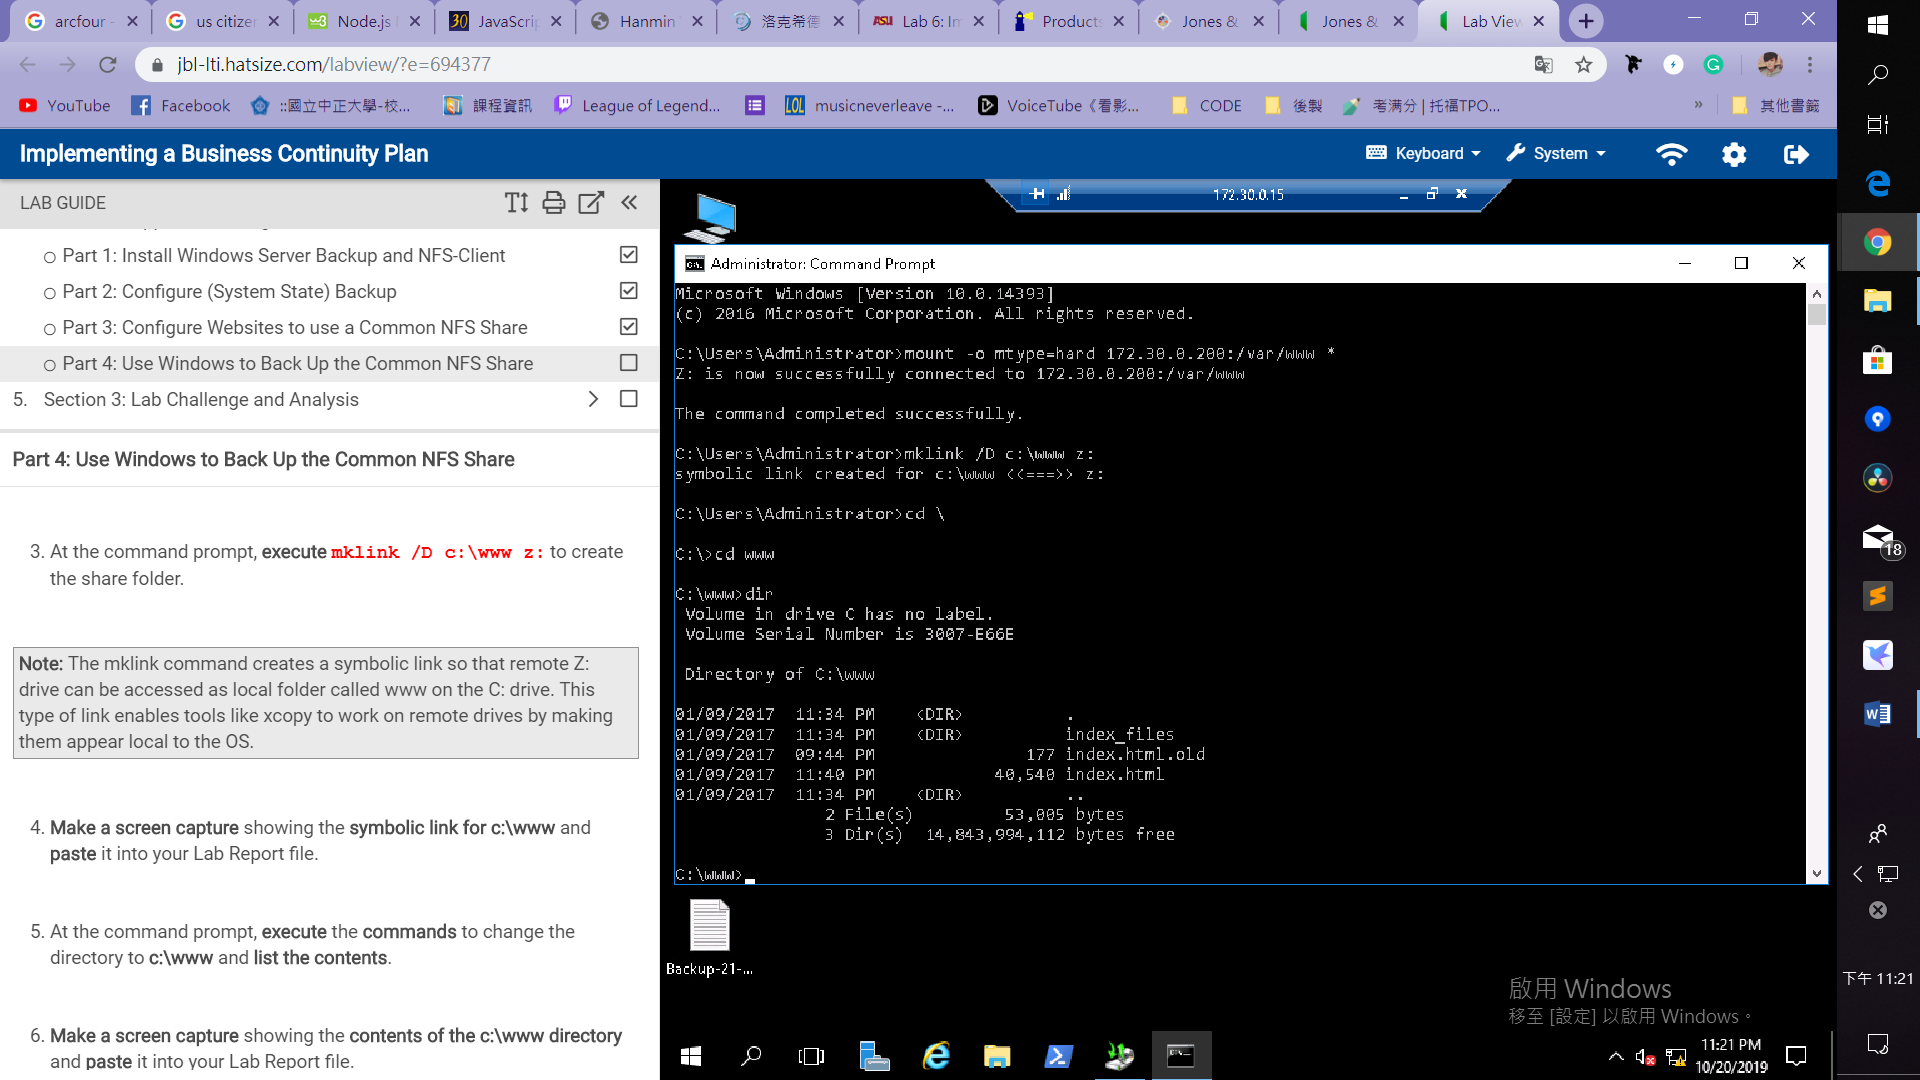 arcfour -
us citizen
Node.js
JavaScrip
Hanmin
洛克希德
ASU Lab 6: Im
Products
Jones &
Jones &
Lab View
jbl-lti.hatsize.com/labview/?e=694377
YouTube
Facebook
::國立中正大學-校...
課程資訊
League of Legend...
musicneverleave -...
VoiceTube《看影...
CODE
後製
考满分 | 托福TPO...
»
其他書籤
Implementing a Business Continuity Plan
Keyboard
System
LAB GUIDE
Part 1: Install Windows Server Backup and NFS-Client
Part 2: Configure (System State) Backup
Part 3: Configure Websites to use a Common NFS Share
Part 4: Use Windows to Back Up the Common NFS Share
5. Section 3: Lab Challenge and Analysis
Part 4: Use Windows to Back Up the Common NFS Share
3. At the command prompt, execute mklink /D c:\www z: to create
the share folder.
Note: The mklink command creates a symbolic link so that remote Z:
drive can be accessed as local folder called www on the C: drive. This
type of link enables tools like xcopy to work on remote drives by making
them appear local to the OS.
4. Make a screen capture showing the symbolic link for c:\www and
paste it into your Lab Report file.
5. At the command prompt, execute the commands to change the
directory to c:\www and list the contents.
6. Make a screen capture showing the contents of the c:\www directory
and paste it into your Lab Report file.
172.30.0.15
Administrator: Command Prompt
Microsoft Windows [Version 10.0.14393]
(c) 2016 Microsoft Corporation. All rights reserved.
C:\Users\Administrator>mount -o mtype=hard 172.30.0.200:/var/www *
Z: is now successfully connected to 172.30.0.200:/var/www
The command completed successfully.
C:\Users\Administrator>mklink /D c:\www z:
symbolic link created for c:\www <<===>> z:
C:\Users\Administrator>cd \
C:\>cd www
C:\www>dir
Volume in drive C has no label.
Volume Serial Number is 3007-E66E
Directory of C:\www
01/09/2017 11:34 PM <DIR> .
01/09/2017 11:34 PM <DIR> index_files
01/09/2017 09:44 PM 177 index.html.old
01/09/2017 11:40 PM 40,540 index.html
01/09/2017 11:34 PM <DIR> ..
2 File(s) 53,005 bytes
3 Dir(s) 14,843,994,112 bytes free
C:\www>
Backup-21-...
啟用 Windows
移至 [設定] 以啟用 Windows。
11:21 PM
10/20/2019
18
下午 11:21